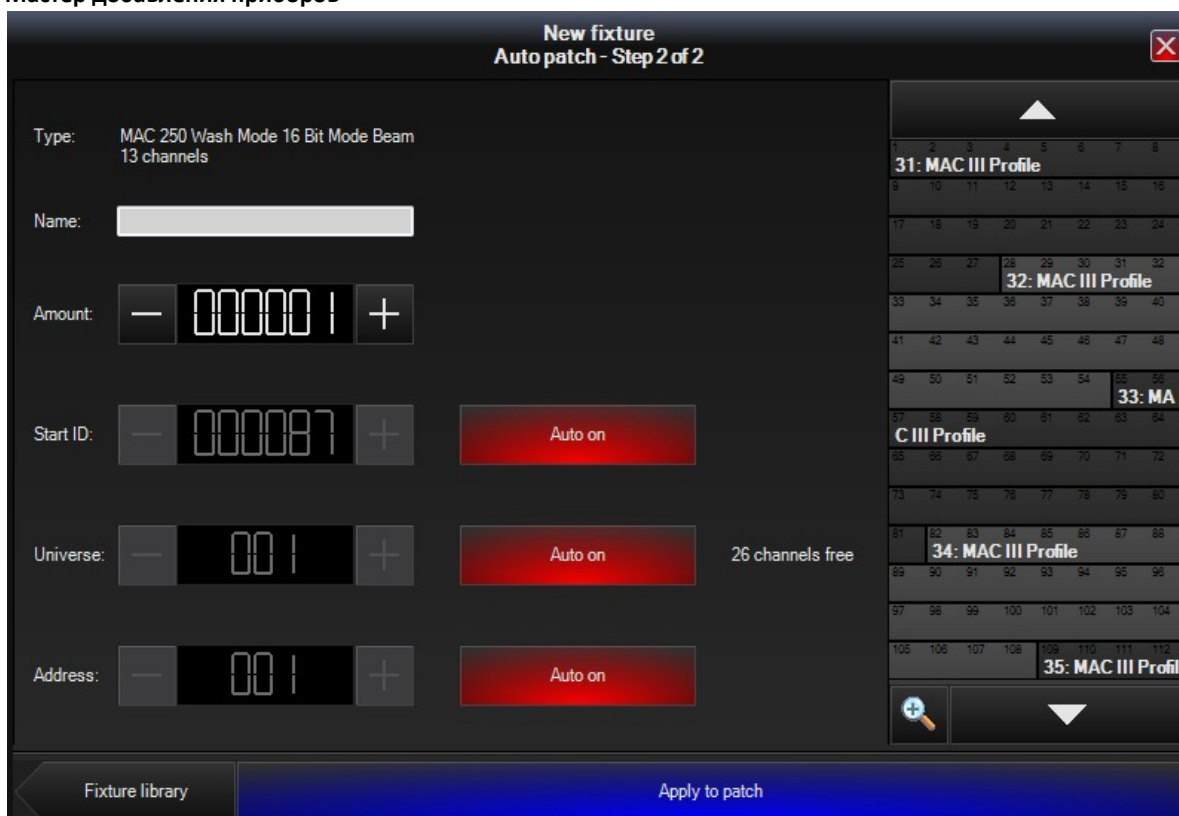 Мастер добавления приборов
New fixture
Auto patch - Step 2 of 2
Type: MAC 250 Wash Mode 16 Bit Mode Beam
13 channels
Name:
Amount: 000001
Start ID: 000087 Auto on
Universe: 001 Auto on 26 channels free
Address: 001 Auto on
Fixture library
Apply to patch
1 2 3 4 5 6 7 8
31: MAC III Profile
9 10 11 12 13 14 15 16
17 18 19 20 21 22 23 24
25 26 27 28 29 30 31 32
32: MAC III Profile
33 34 35 36 37 38 39 40
41 42 43 44 45 46 47 48
49 50 51 52 53 54 55 56
33: MA
57 58 59 60 61 62 63 64
C III Profile
65 66 67 68 69 70 71 72
73 74 75 76 77 78 79 80
81 82 83 84 85 86 87 88
34: MAC III Profile
89 90 91 92 93 94 95 96
97 98 99 100 101 102 103 104
105 106 107 108 109 110 111 112
35: MAC III Profil